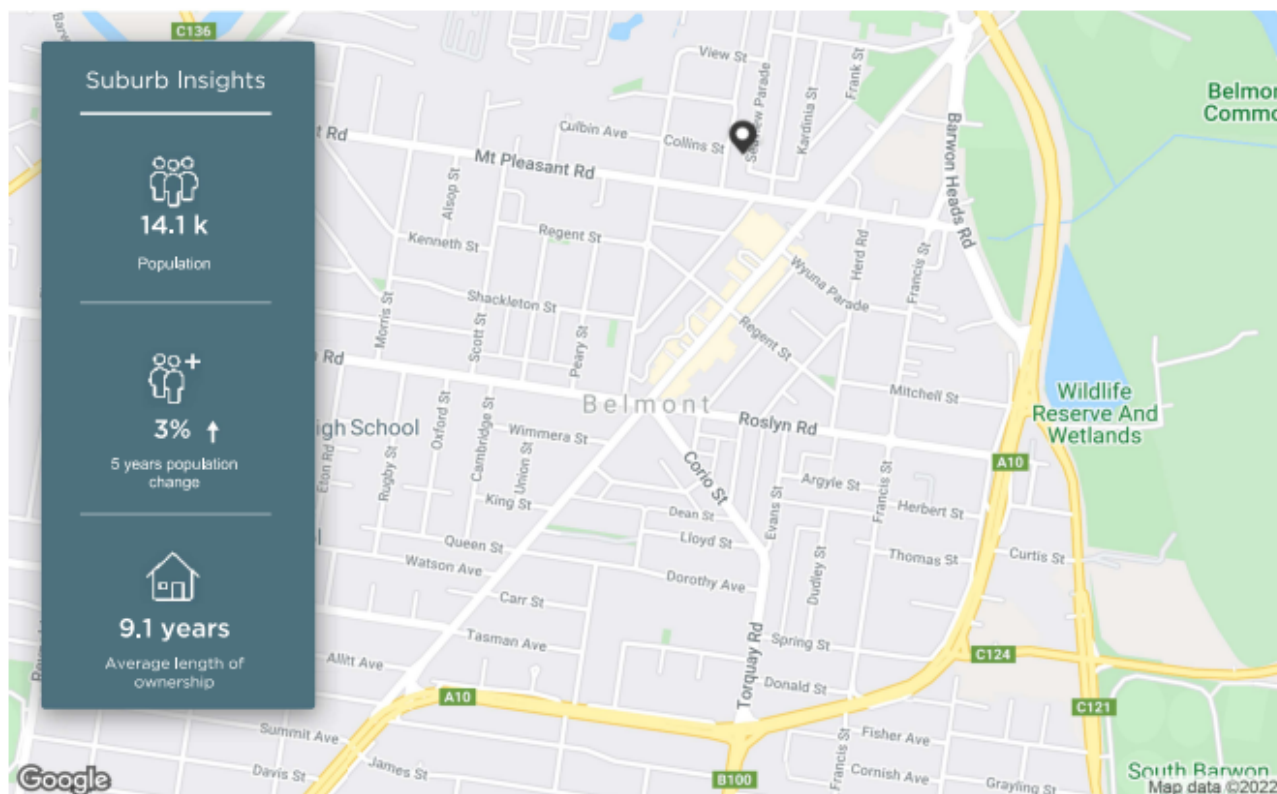 C136
Suburb Insights
14.1 k
Population
3% ↑
5 years population
change
9.1 years
Average length of
ownership
View St
Frank St
Kardinia St
Culbin Ave
Collins St
Rd
Mt Pleasant Rd
Belmon
Commo
Barwon Heads Rd
Alsop St
Kenneth St
Regent St
Herd Rd
Francis St
Wyuna Parade
Shackleton St
Morris St
Scott St
Peary St
Regent St
Rd
Mitchell St
Belmont
Roslyn Rd
Wildlife
Reserve And
Wetlands
High School
Oxford St
Cambridge St
Wimmera St
Eton Rd
Rugby St
Union St
A10
Corio St
Argyle St
Francis St
Herbert St
King St
Dean St
Evans St
Lloyd St
Queen St
Watson Ave
Dorothy Ave
Dudley St
Thomas St
Curtis St
Carr St
Tasman Ave
Spring St
Torquay Rd
C124
Allitt Ave
Donald St
A10
C121
Summit Ave
Fisher Ave
Francis St
James St
Davis St
B100
Cornish Ave
Grayling St
South Barwon
Google
Map data ©2022